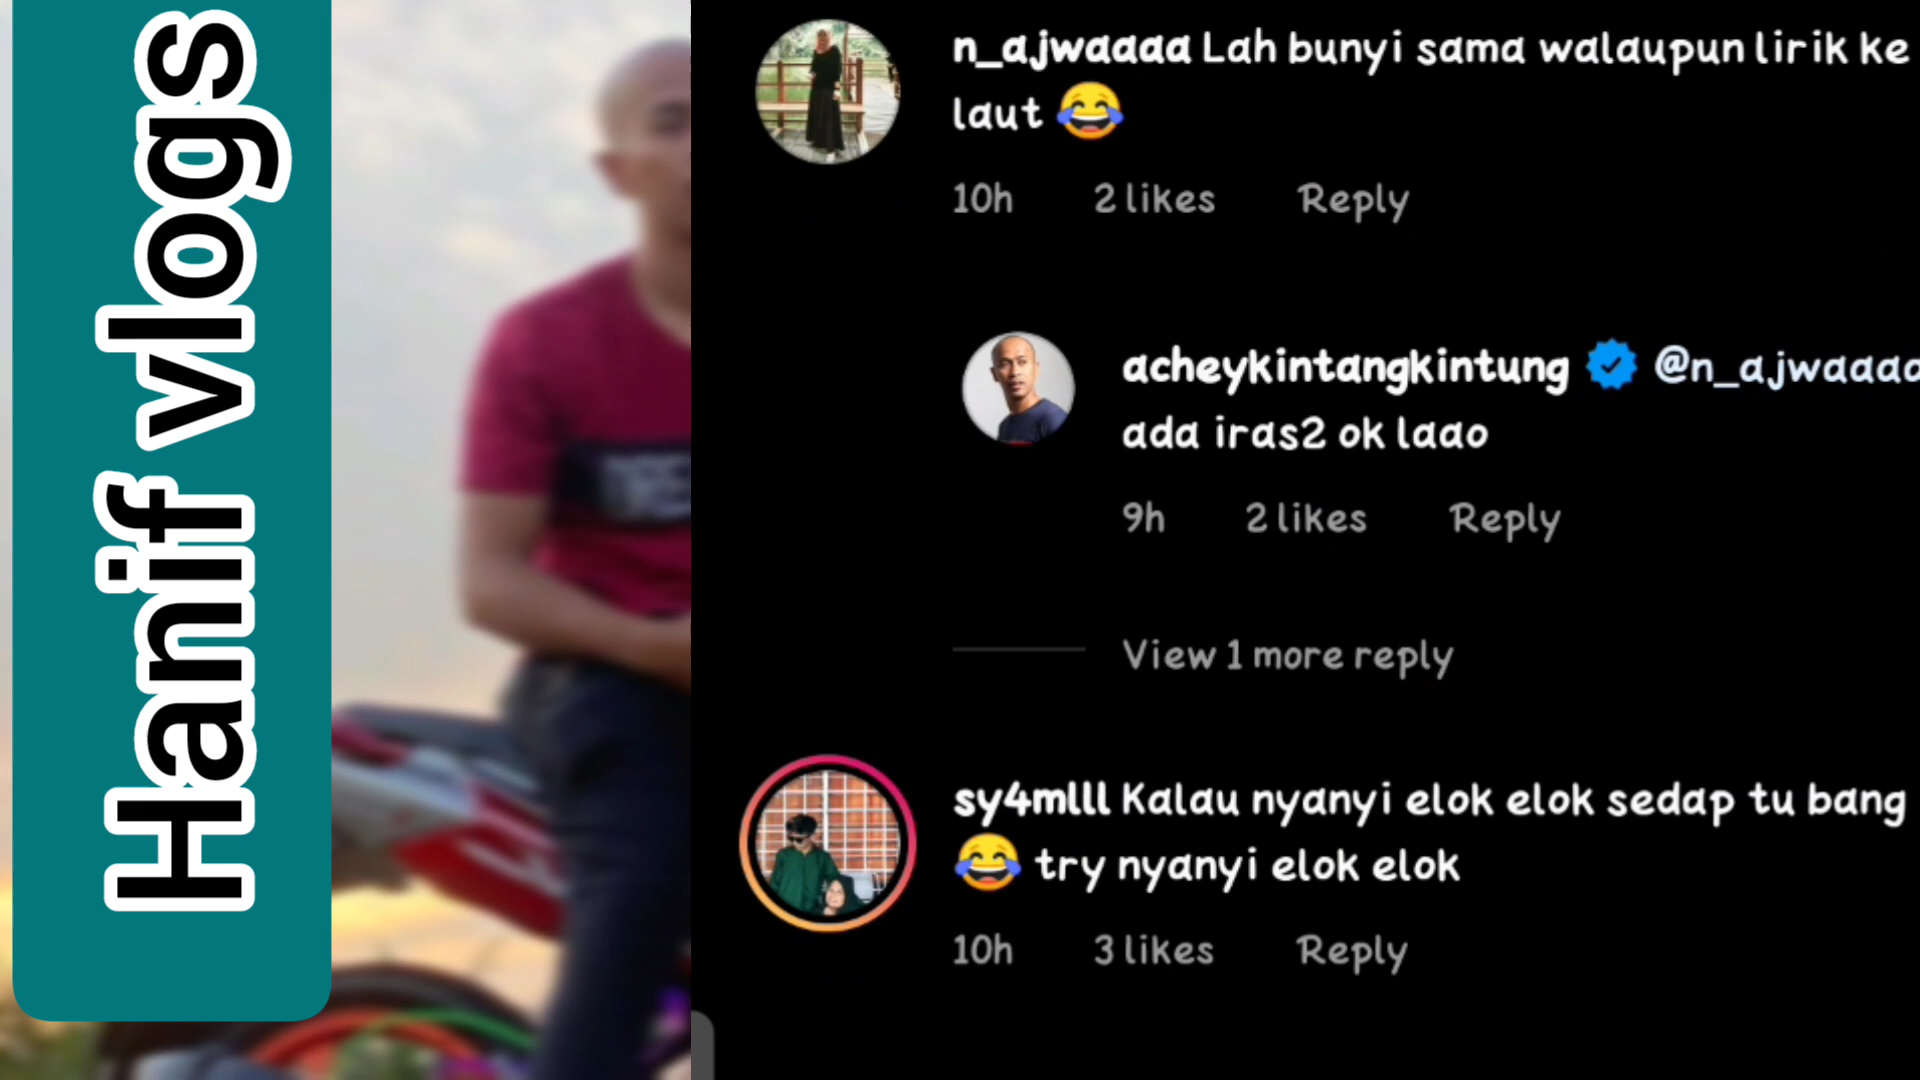 Hanif vlogs
n_ajwaaaa Lah bunyi sama walaupun lirik ke
laut 😂
10h 2 likes Reply
acheykintangkintung @n_ajwaaaa
ada iras2 ok laao
9h 2 likes Reply
View 1 more reply
sy4mlll Kalau nyanyi elok elok sedap tu bang
😂 try nyanyi elok elok
10h 3 likes Reply